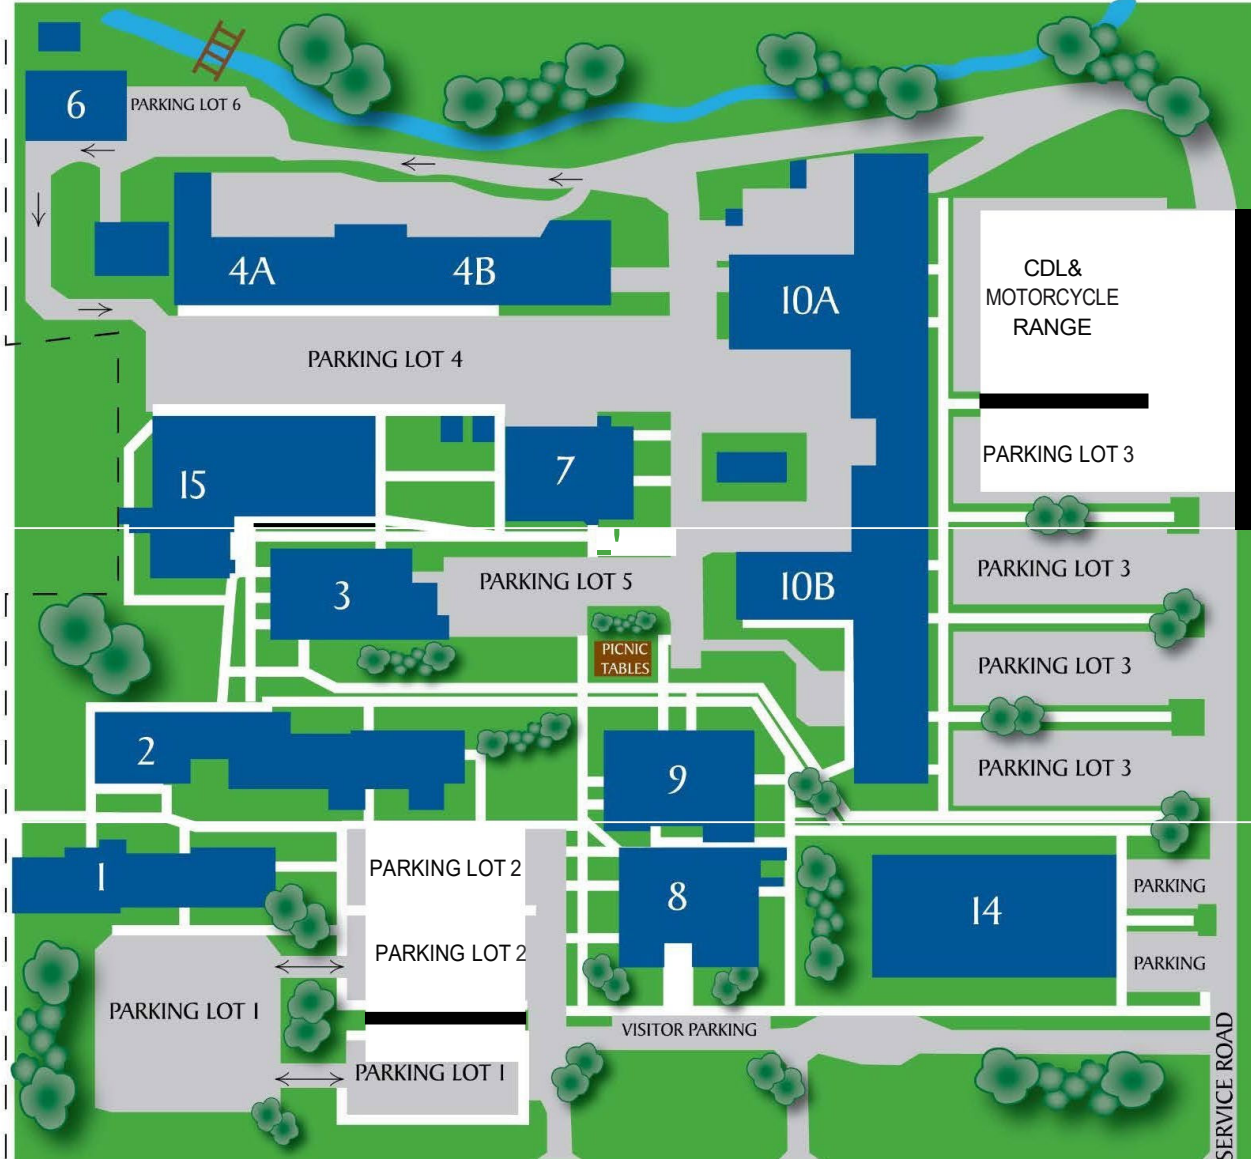 6
PARKING LOT 6
4A
4B
10A
CDL&
MOTORCYCLE
RANGE
PARKING LOT 4
PARKING LOT 3
15
7
3
PARKING LOT 5
10B
PARKING LOT 3
PICNIC
TABLES
PARKING LOT 3
2
9
PARKING LOT 3
1
PARKING LOT 2
8
14
PARKING
PARKING LOT 2
PARKING
PARKING LOT 1
VISITOR PARKING
PARKING LOT 1
SERVICE ROAD